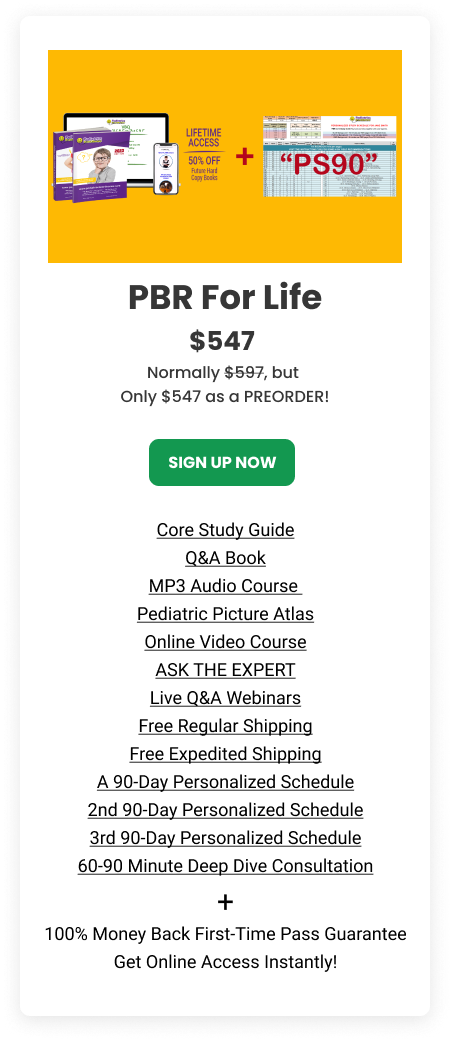 LIFETIME
ACCESS
50% OFF
Future Hard
Copy Books
+
“PS90”
PBR For Life
$547
Normally $597, but
Only $547 as a PREORDER!
SIGN UP NOW
Core Study Guide
Q&A Book
MP3 Audio Course
Pediatric Picture Atlas
Online Video Course
ASK THE EXPERT
Live Q&A Webinars
Free Regular Shipping
Free Expedited Shipping
A 90-Day Personalized Schedule
2nd 90-Day Personalized Schedule
3rd 90-Day Personalized Schedule
60-90 Minute Deep Dive Consultation
+
100% Money Back First-Time Pass Guarantee
Get Online Access Instantly!